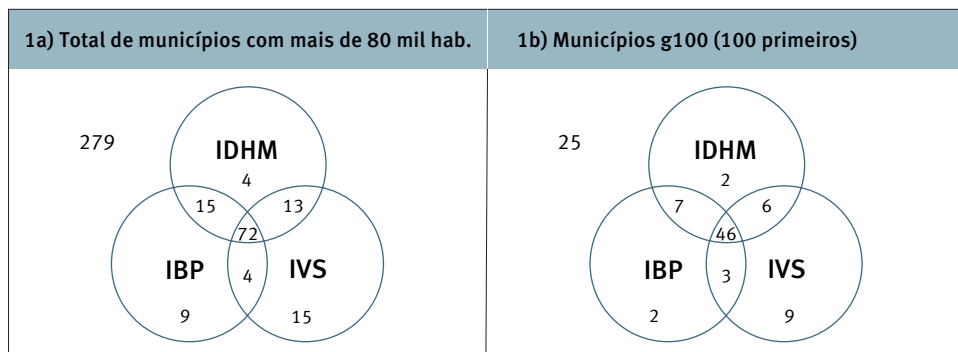 1a) Total de municípios com mais de 80 mil hab.
1b) Municípios g100 (100 primeiros)
279
IDHM
4
15
13
72
IBP
4
IVS
9
15
25
IDHM
2
7
6
46
IBP
3
IVS
2
9